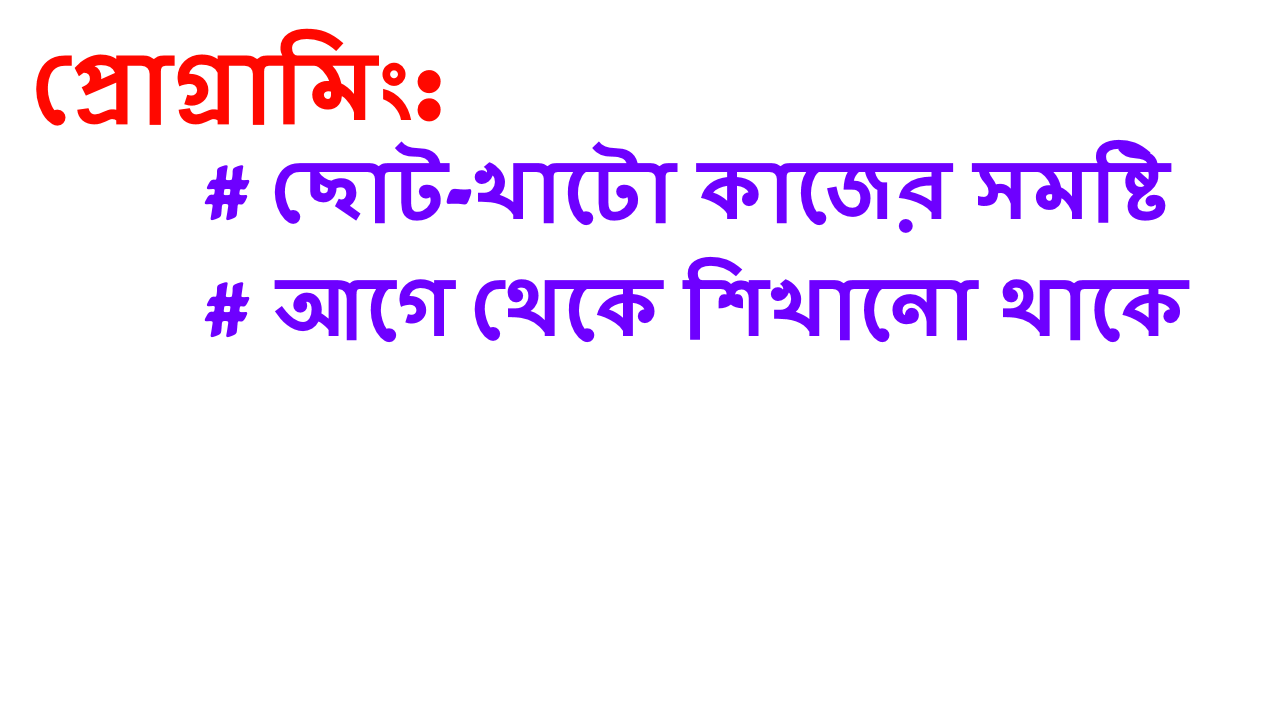 প্রোগ্রামিং:
# ছোট-খাটো কাজের সমষ্টি
# আগে থেকে শিখানো থাকে